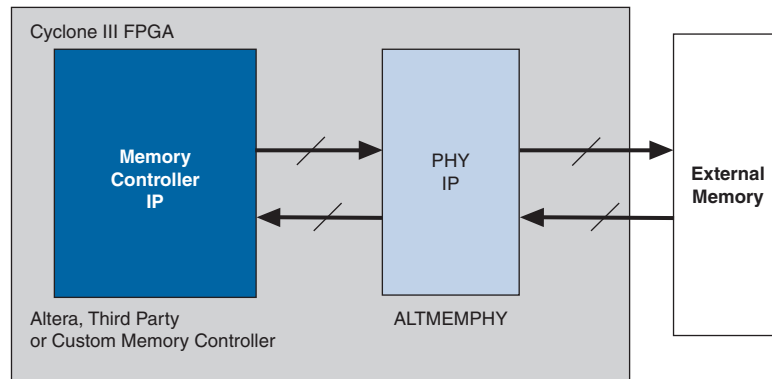 Cyclone III FPGA
Memory
Controller
IP
PHY
IP
External
Memory
Altera, Third Party
or Custom Memory Controller
ALTMEMPHY